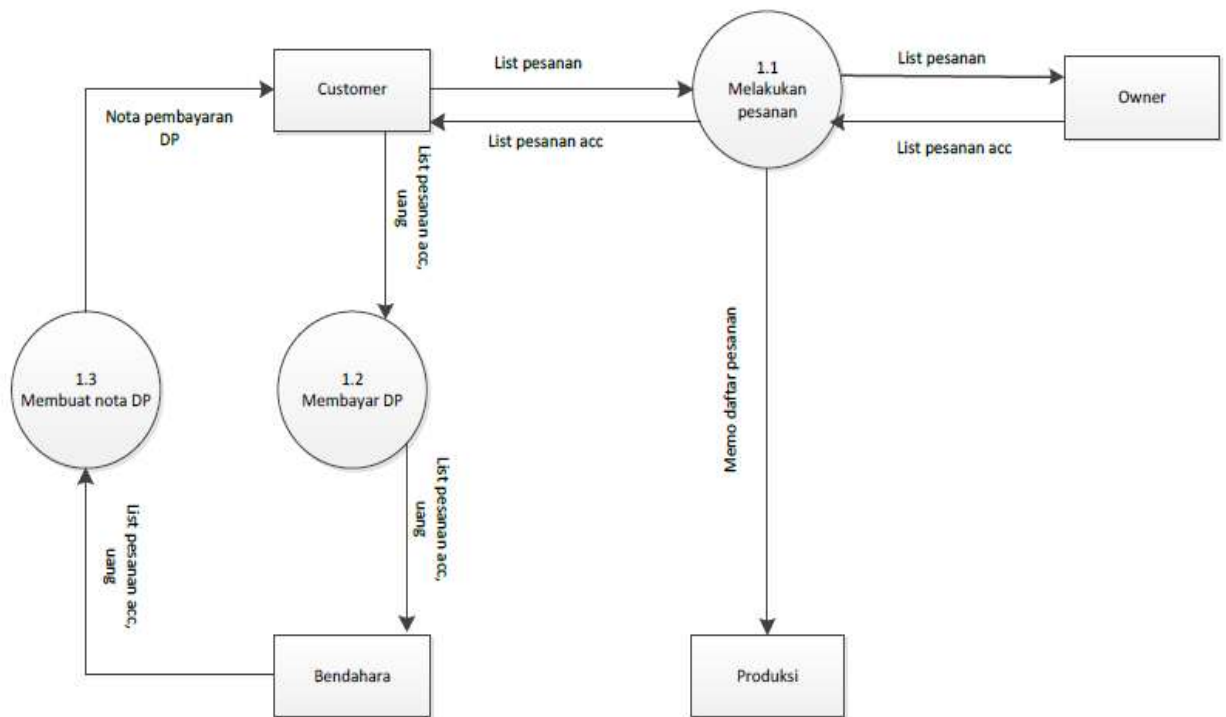 List pesanan
1.1
Melakukan
pesanan
List pesanan
Customer
Owner
Nota pembayaran
DP
List pesanan acc
List pesanan acc
List pesanan acc,
uang
1.3
Membuat nota DP
1.2
Membayar DP
Memo daftar pesanan
List pesanan acc,
uang
List pesanan acc,
uang
Bendahara
Produksi